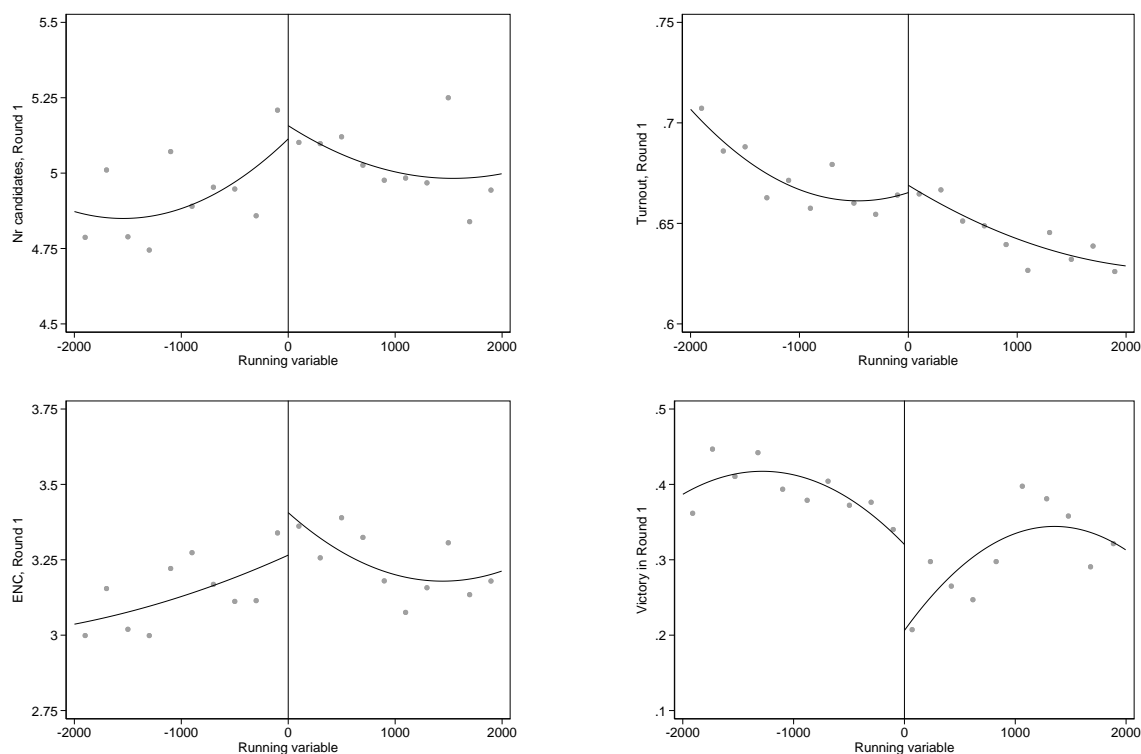 Nr candidates, Round 1
5.5
5.25
5
4.75
4.5
-2000 -1000 0 1000 2000
Running variable
Turnout, Round 1
.75
.7
.65
.6
-2000 -1000 0 1000 2000
Running variable
ENC, Round 1
3.75
3.5
3.25
3
2.75
-2000 -1000 0 1000 2000
Running variable
Victory in Round 1
.5
.4
.3
.2
.1
-2000 -1000 0 1000 2000
Running variable